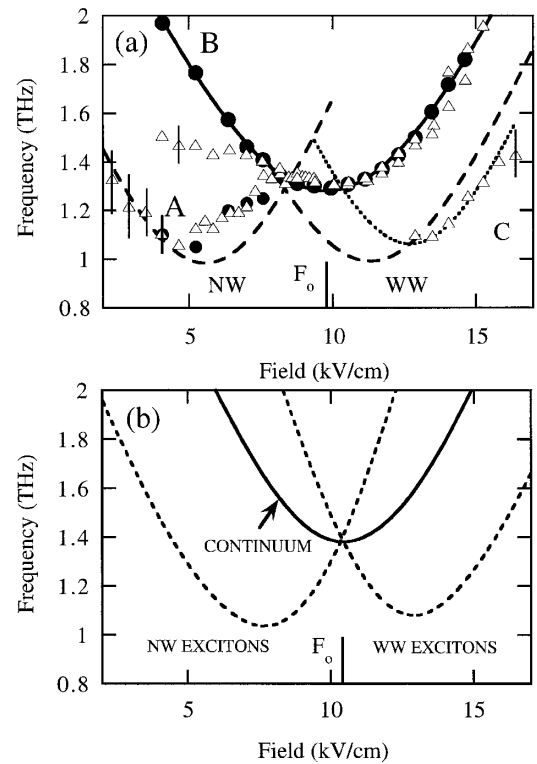 (a)
B
2
1.8
1.6
1.4
1.2
1
0.8
Frequency (THz)
A
C
NW
F₀
WW
5
10
15
Field (kV/cm)
(b)
2
1.8
1.6
1.4
1.2
1
0.8
Frequency (THz)
CONTINUUM
NW EXCITONS
F₀
WW EXCITONS
5
10
15
Field (kV/cm)